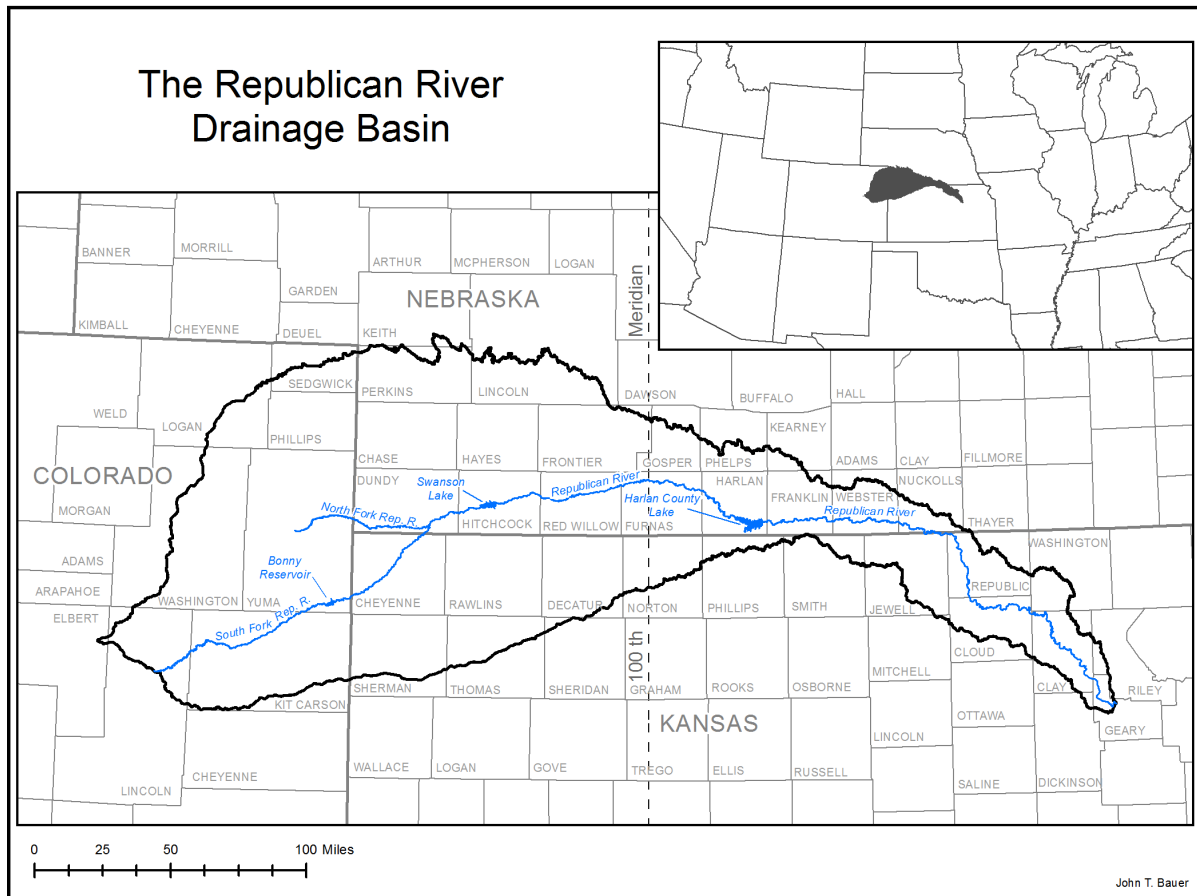 The Republican River
Drainage Basin
BANNER
MORRILL
ARTHUR
MCPHERSON
LOGAN
GARDEN
NEBRASKA
Meridian
KIMBALL
CHEYENNE
DEUEL
KEITH
SEDGWICK
PERKINS
LINCOLN
DAWSON
BUFFALO
HALL
WELD
LOGAN
PHILLIPS
KEARNEY
COLORADO
CHASE
HAYES
FRONTIER
GOSPER
PHELPS
ADAMS
CLAY
FILLMORE
DUNDY
Swanson
Lake
Republican River
HARLAN
NUCKOLLS
MORGAN
North Fork Rep. R.
HITCHCOCK
RED WILLOW
FURNAS
Harlan County
Lake
FRANKLIN
WEBSTER
Republican River
THAYER
ADAMS
Bonny
Reservoir
WASHINGTON
ARAPAHOE
WASHINGTON
YUMA
CHEYENNE
RAWLINS
DECATUR
NORTON
PHILLIPS
SMITH
JEWELL
REPUBLIC
ELBERT
South Fork Rep. R.
CLOUD
100 th
MITCHELL
KIT CARSON
SHERMAN
THOMAS
SHERIDAN
GRAHAM
ROOKS
OSBORNE
CLAY
RILEY
KANSAS
OTTAWA
GEARY
LINCOLN
CHEYENNE
WALLACE
LOGAN
GOVE
TREGO
ELLIS
RUSSELL
SALINE
DICKINSON
LINCOLN
0 25 50 100 Miles
John T. Bauer